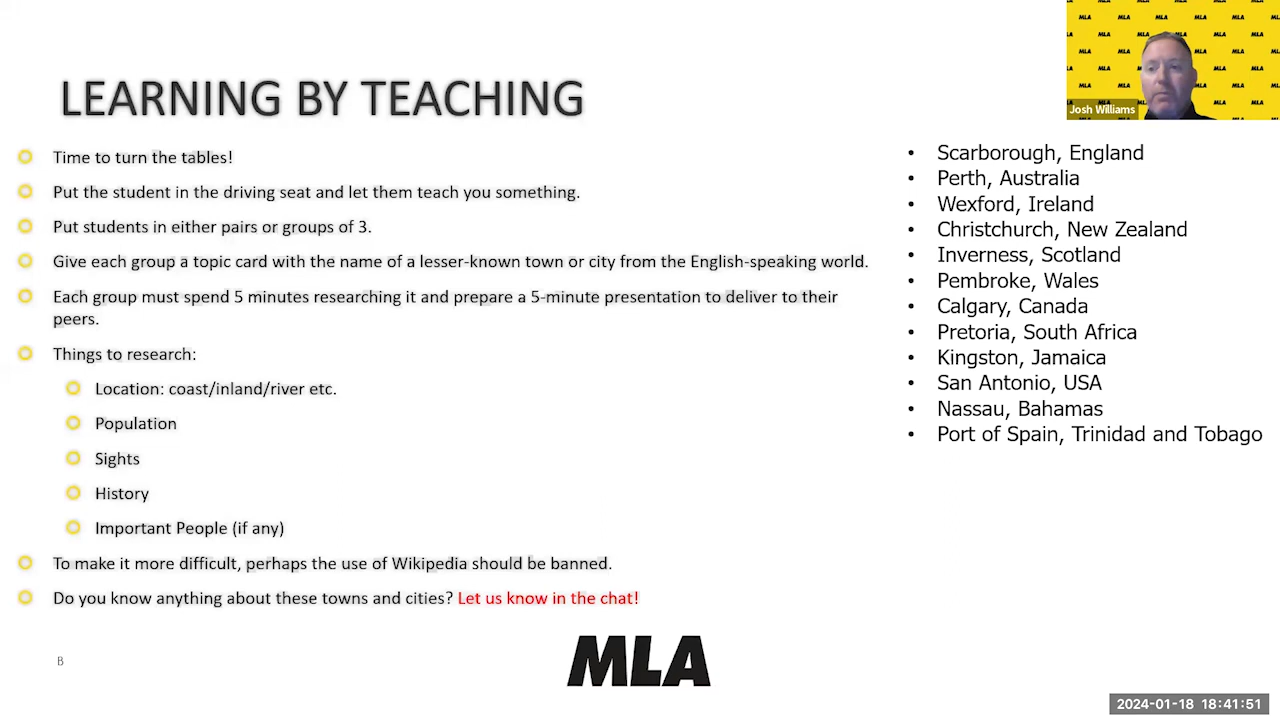 LEARNING BY TEACHING
Time to turn the tables!
Put the student in the driving seat and let them teach you something.
Put students in either pairs or groups of 3.
Give each group a topic card with the name of a lesser-known town or city from the English-speaking world.
Each group must spend 5 minutes researching it and prepare a 5-minute presentation to deliver to their
peers.
Things to research:
Location: coast/inland/river etc.
Population
Sights
History
Important People (if any)
To make it more difficult, perhaps the use of Wikipedia should be banned.
Do you know anything about these towns and cities? Let us know in the chat!
B
MLA
Josh Williams
• Scarborough, England
• Perth, Australia
• Wexford, Ireland
• Christchurch, New Zealand
• Inverness, Scotland
• Pembroke, Wales
• Calgary, Canada
• Pretoria, South Africa
• Kingston, Jamaica
• San Antonio, USA
• Nassau, Bahamas
• Port of Spain, Trinidad and Tobago
2024-01-18 18:41:51